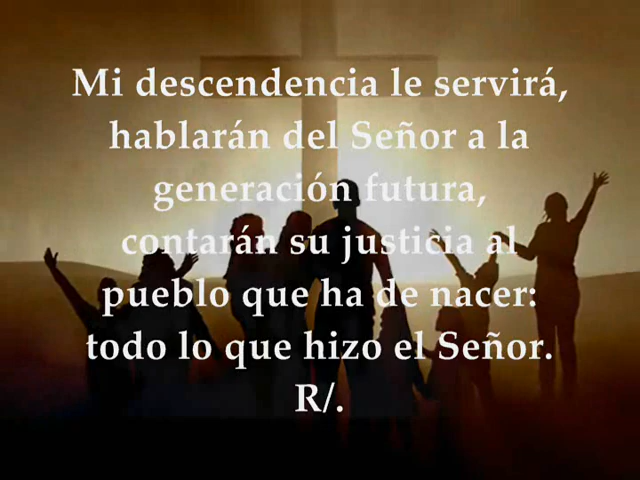 Mi descendencia le servirá,
hablarán del Señor a la
generación futura,
contarán su justicia al
pueblo que ha de nacer:
todo lo que hizo el Señor.
R/.